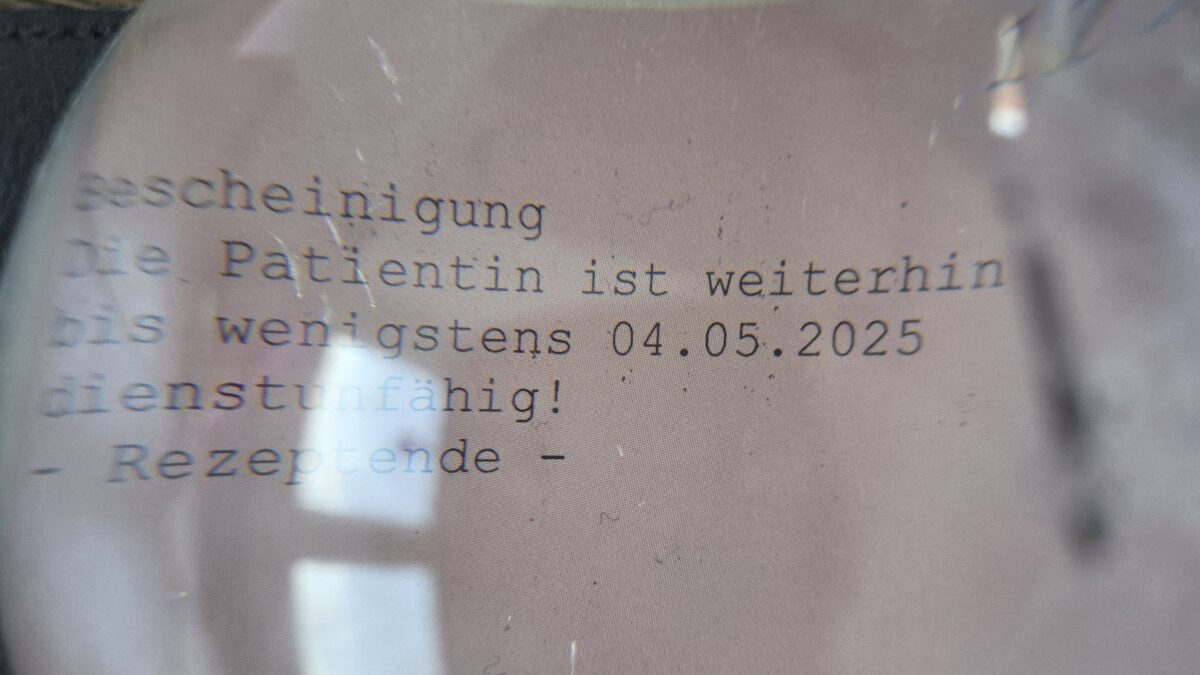 Bescheinigung
Die Patientin ist weiterhin
bis wenigstens 04.05.2025
dienstunfähig!
- Rezeptende -